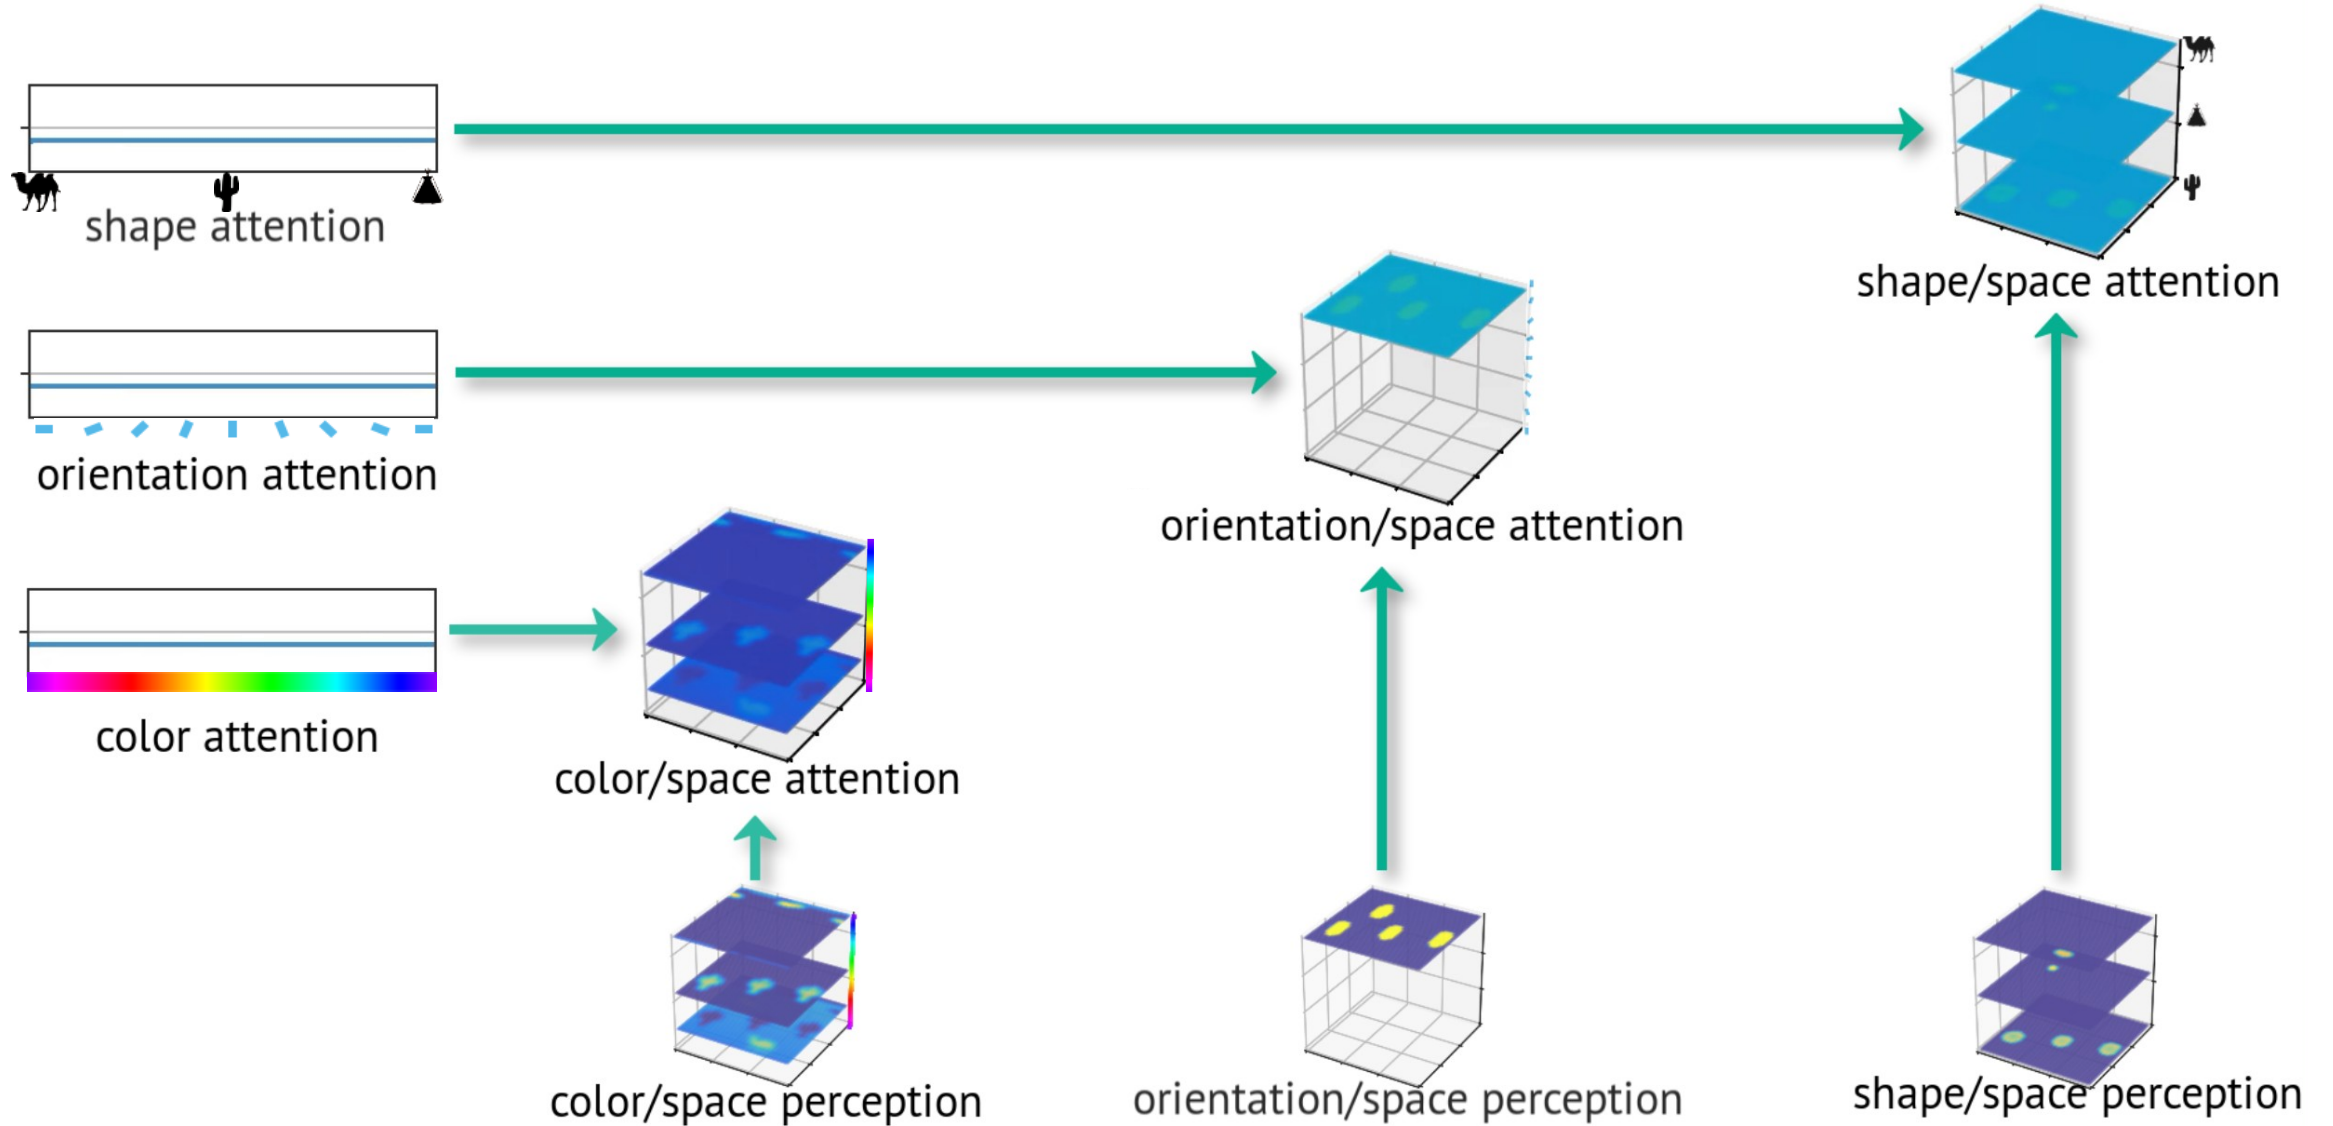 shape attention
shape/space attention
orientation attention
orientation/space attention
color attention
color/space attention
color/space perception
orientation/space perception
shape/space perception